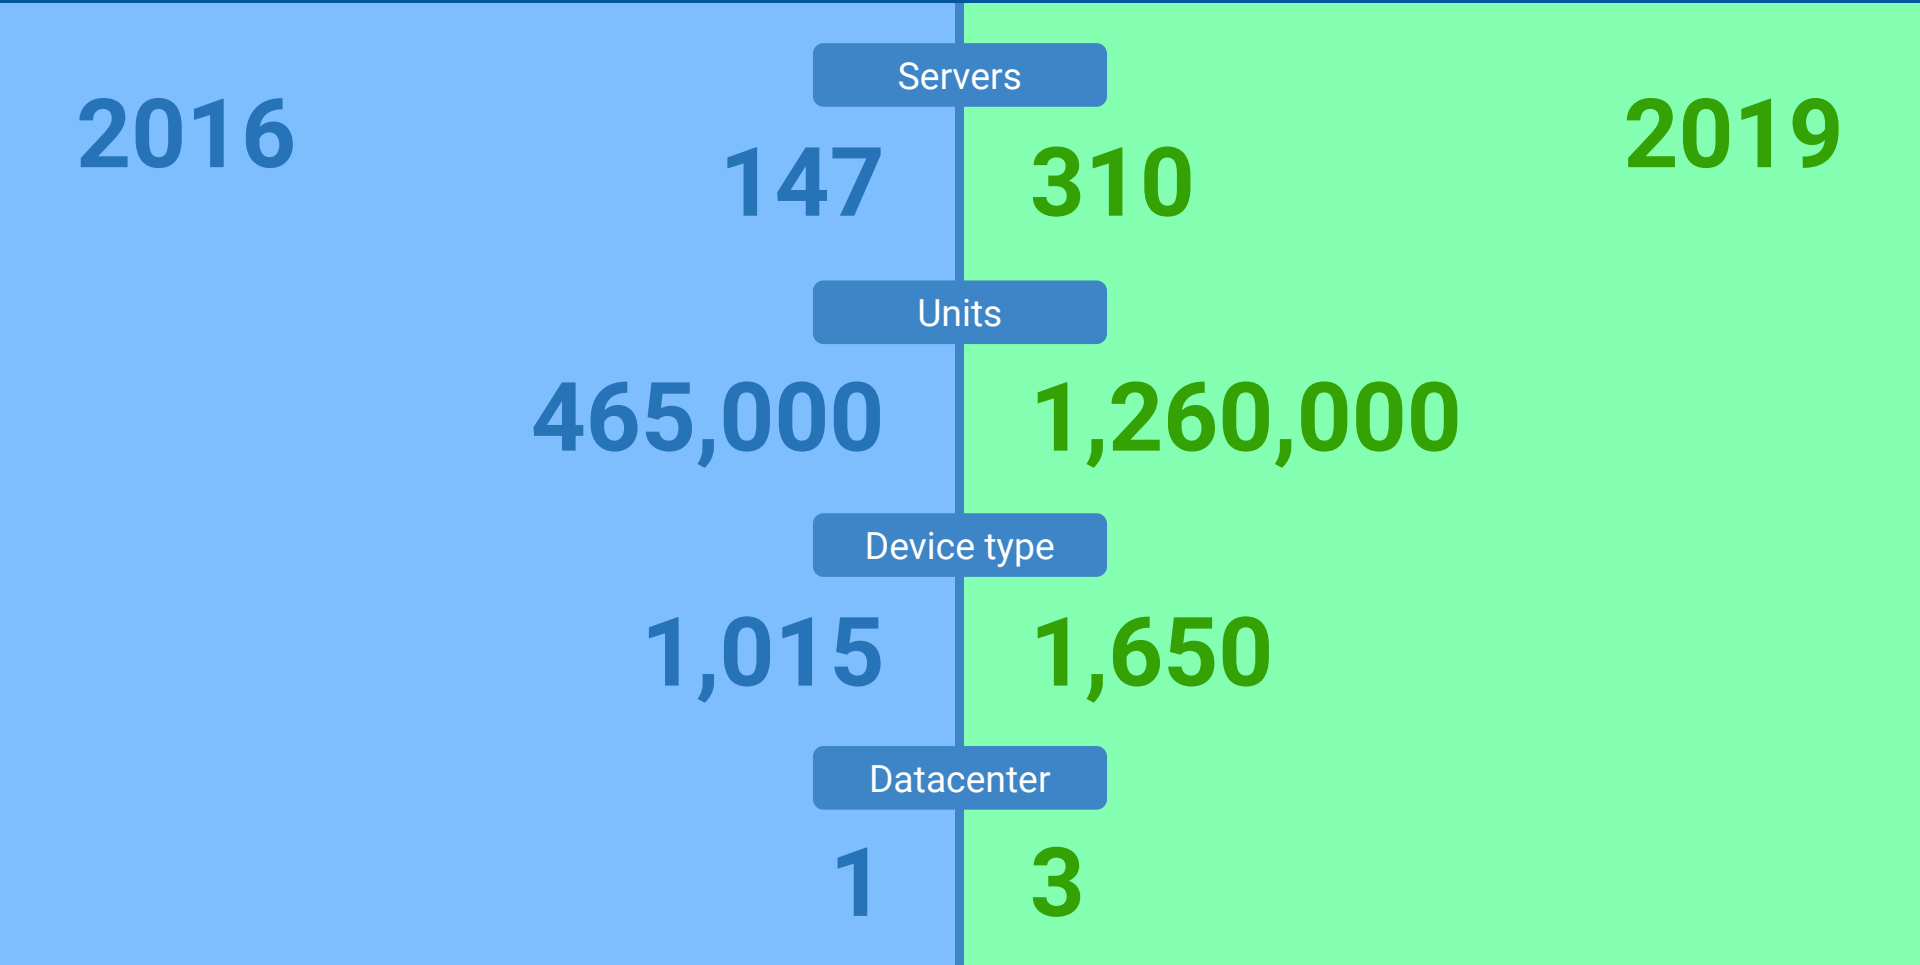 2016
2019
Servers
147 310
Units
465,000 1,260,000
Device type
1,015 1,650
Datacenter
1 3